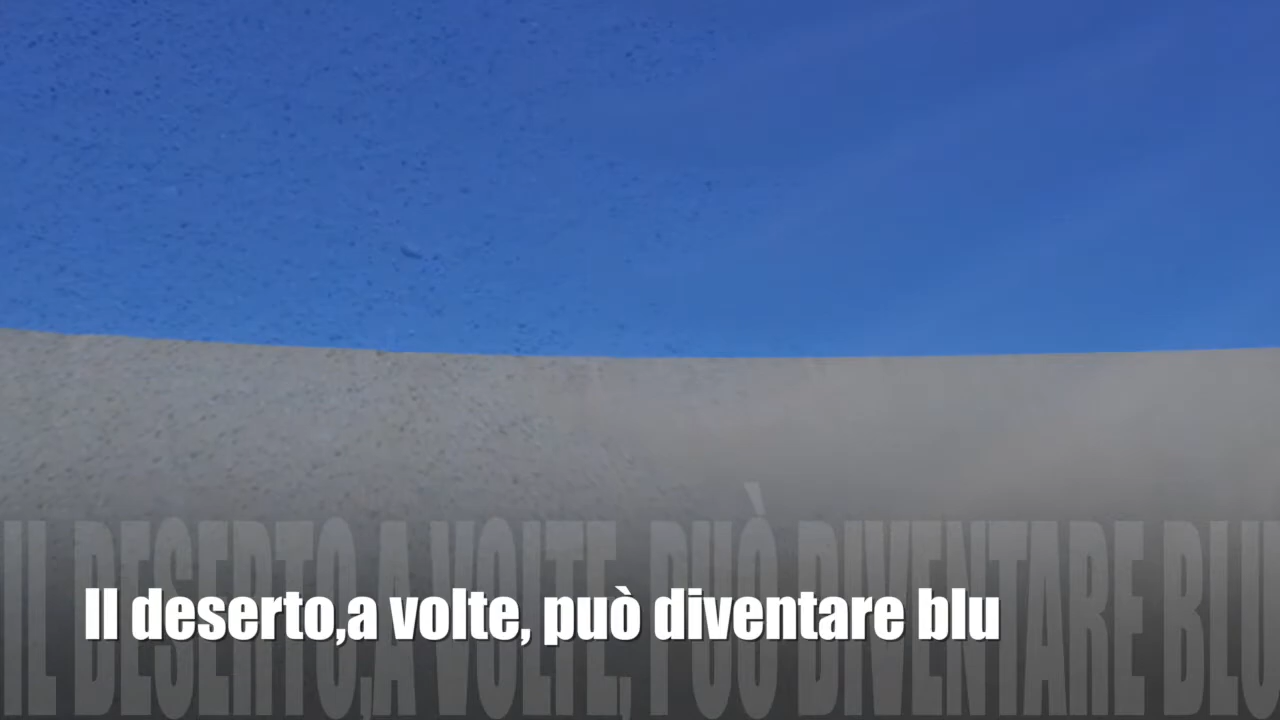 IL DESERTO,A VOLTE, PUÒ DIVENTARE BLU
Il deserto,a volte, può diventare blu